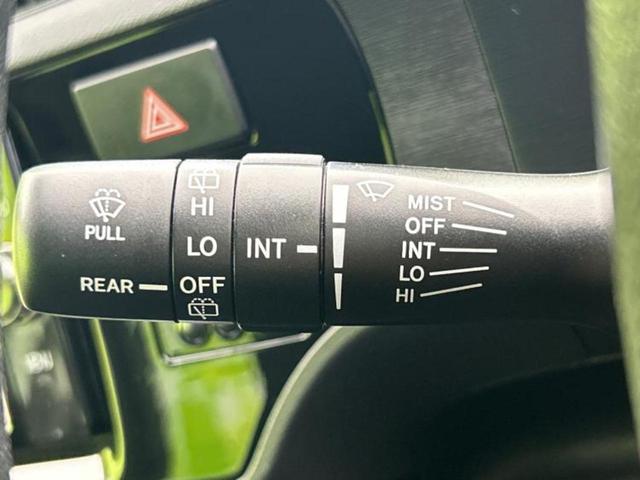 PULL
REAR
HI
LO
OFF
INT
MIST
OFF
INT
LO
HI